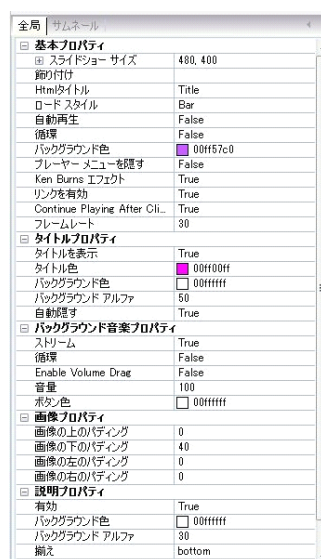 全局 サムネール
基本プロパティ
スライドショー サイズ 480, 400
飾り付け
Htmlタイトル Title
ロード スタイル Bar
自動再生 False
循環 False
バックグラウンド色 00ff57c0
プレーヤー メニューを隠す False
Ken Burns エフェクト True
リンクを有効 True
Continue Playing After Cli... True
フレームレート 30
タイトルプロパティ
タイトルを表示 True
タイトル色 00ff00ff
バックグラウンド色 00ffffff
バックグラウンド アルファ 50
自動隠す True
バックグラウンド音楽プロパティ
ストリーム True
循環 False
Enable Volume Drag False
音量 100
ボタン色 00ffffff
画像プロパティ
画像の上のパディング 0
画像の下のパディング 40
画像の左のパディング 0
画像の右のパディング 0
説明プロパティ
有効 True
バックグラウンド色 00ffffff
バックグラウンド アルファ 30
揃え bottom